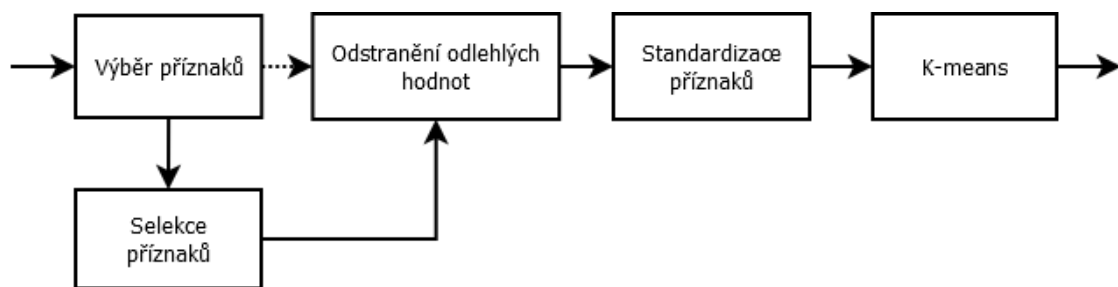 Výběr příznaků
Odstranění odlehlých
hodnot
Standardizace
příznaků
K-means
Selekce
příznaků